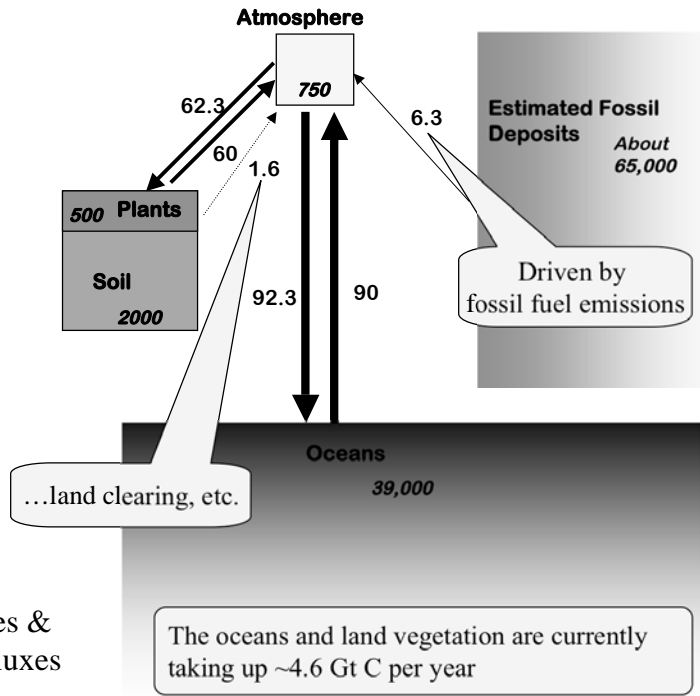 Atmosphere
750
62.3
60
1.6
6.3
Estimated Fossil
Deposits
About
65,000
500 Plants
Soil
2000
92.3
90
Driven by
fossil fuel emissions
Oceans
39,000
…land clearing, etc.
es &
luxes
The oceans and land vegetation are currently
taking up ~4.6 Gt C per year